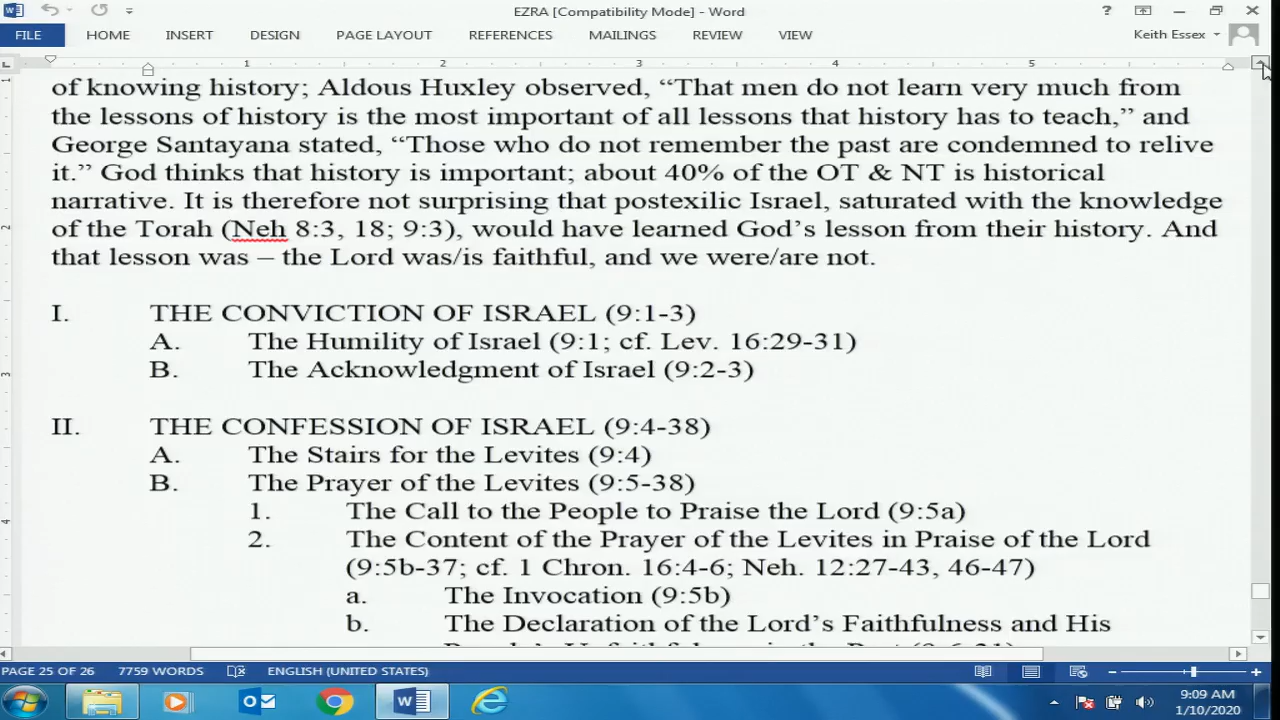 EZRA [Compatibility Mode] - Word
?
FILE HOME INSERT DESIGN PAGE LAYOUT REFERENCES MAILINGS REVIEW VIEW Keith Essex
1 2 3 4 5
of knowing history; Aldous Huxley observed, “That men do not learn very much from
the lessons of history is the most important of all lessons that history has to teach,” and
George Santayana stated, “Those who do not remember the past are condemned to relive
it.” God thinks that history is important; about 40% of the OT & NT is historical
narrative. It is therefore not surprising that postexilic Israel, saturated with the knowledge
of the Torah (Neh 8:3, 18; 9:3), would have learned God’s lesson from their history. And
that lesson was – the Lord was/is faithful, and we were/are not.
I. THE CONVICTION OF ISRAEL (9:1-3)
A. The Humility of Israel (9:1; cf. Lev. 16:29-31)
B. The Acknowledgment of Israel (9:2-3)
II. THE CONFESSION OF ISRAEL (9:4-38)
A. The Stairs for the Levites (9:4)
B. The Prayer of the Levites (9:5-38)
1. The Call to the People to Praise the Lord (9:5a)
2. The Content of the Prayer of the Levites in Praise of the Lord
(9:5b-37; cf. 1 Chron. 16:4-6; Neh. 12:27-43, 46-47)
a. The Invocation (9:5b)
b. The Declaration of the Lord’s Faithfulness and His
PAGE 25 OF 26 7759 WORDS ENGLISH (UNITED STATES)
9:09 AM
1/10/2020